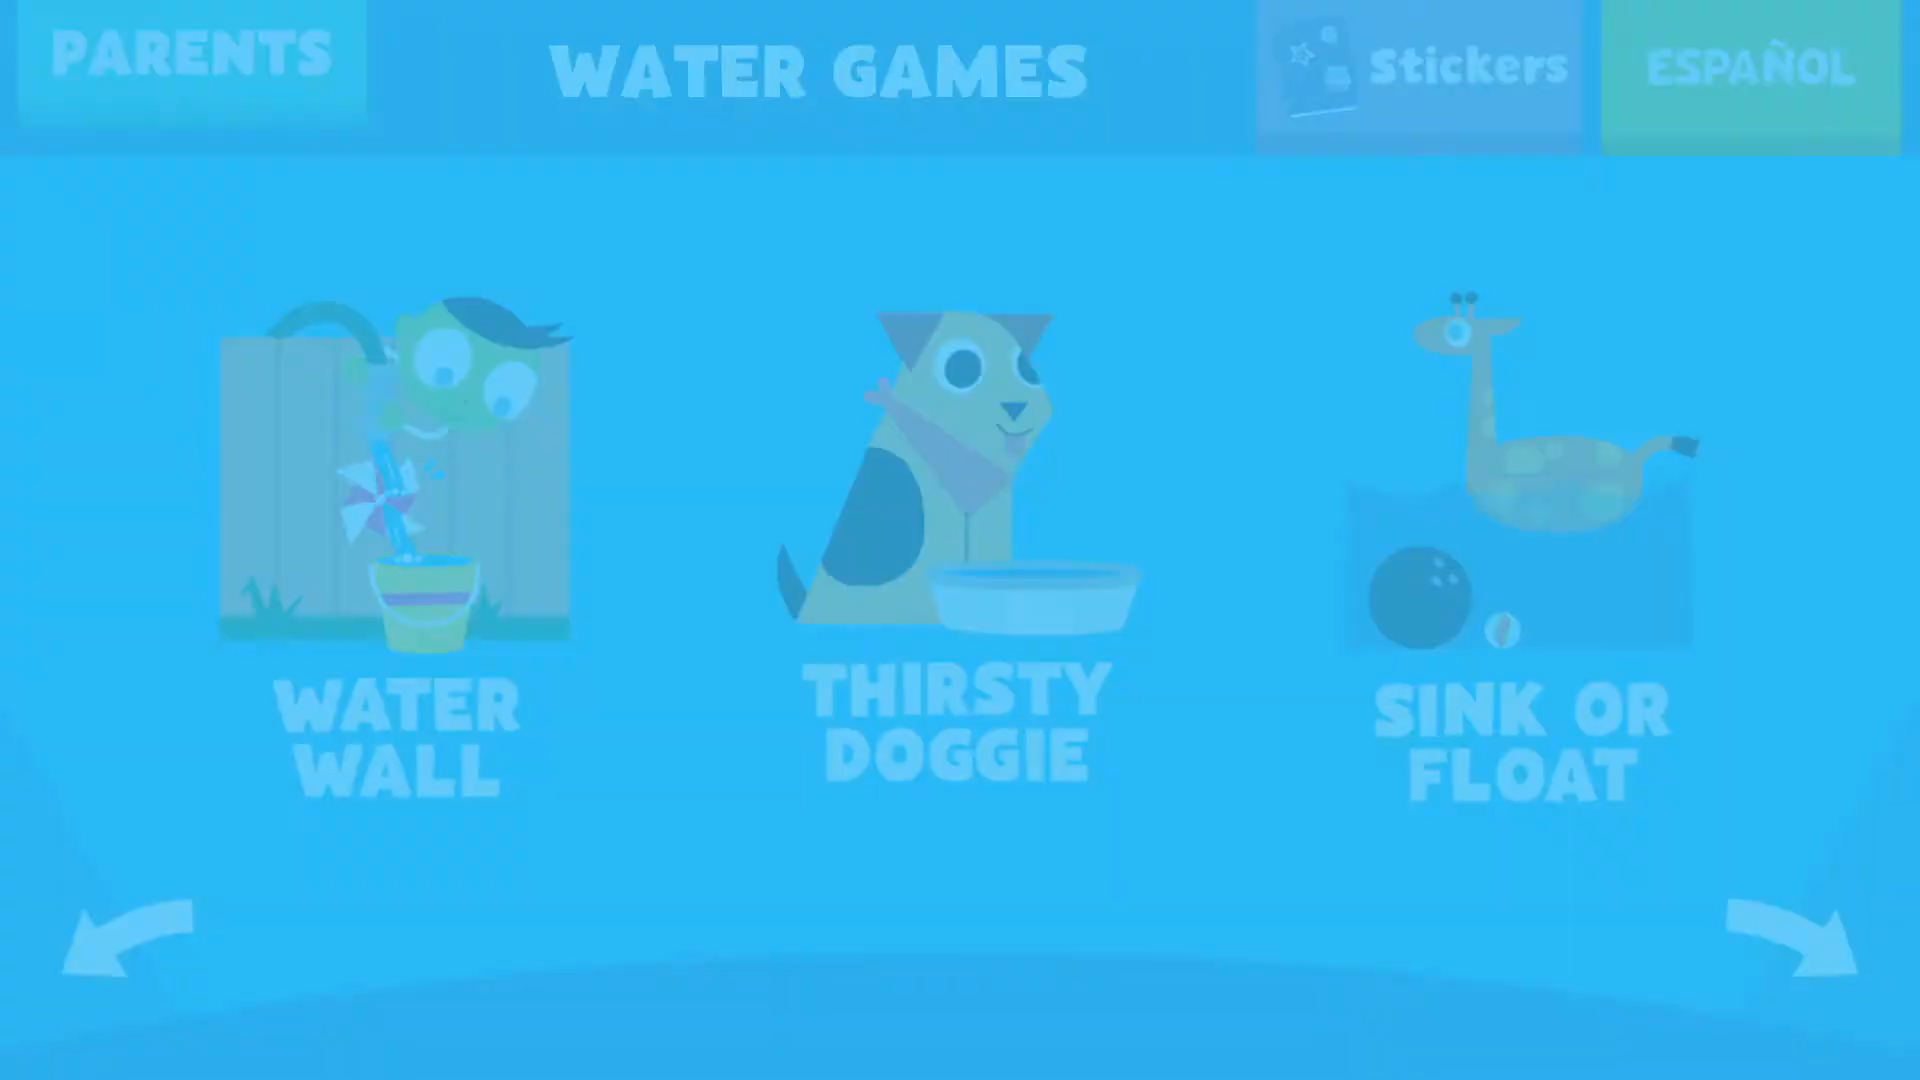 PARENTS
WATER GAMES
Stickers
ESPAÑOL
WATER
WALL
THIRSTY
DOGGIE
SINK OR
FLOAT